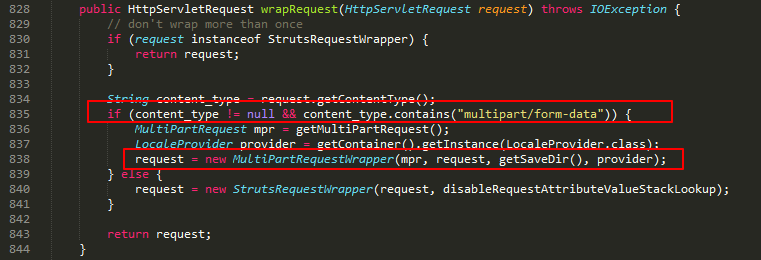 828 public HttpServletRequest wrapRequest(HttpServletRequest request) throws IOException {
829 // don't wrap more than once
830 if (request instanceof StrutsRequestWrapper) {
831 return request;
832 }
833
834 String content_type = request.getContentType();
835 if (content_type != null && content_type.contains("multipart/form-data")) {
836 MultiPartRequest mpr = getMultiPartRequest();
837 LocaleProvider provider = getContainer().getInstance(LocaleProvider.class);
838 request = new MultiPartRequestWrapper(mpr, request, getSaveDir(), provider);
839 } else {
840 request = new StrutsRequestWrapper(request, disableRequestAttributeValueStackLookup);
841 }
842
843 return request;
844 }